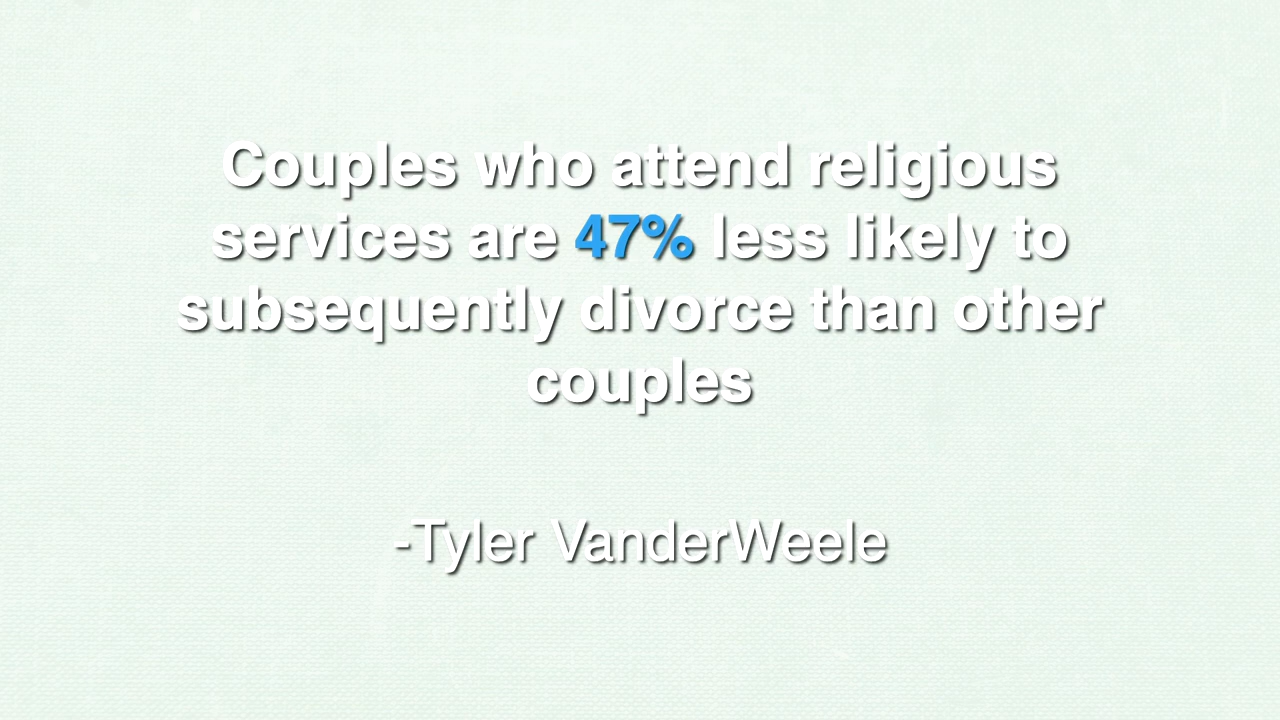 Couples who attend religious
services are 47% less likely to
subsequently divorce than other
couples
-Tyler VanderWeele